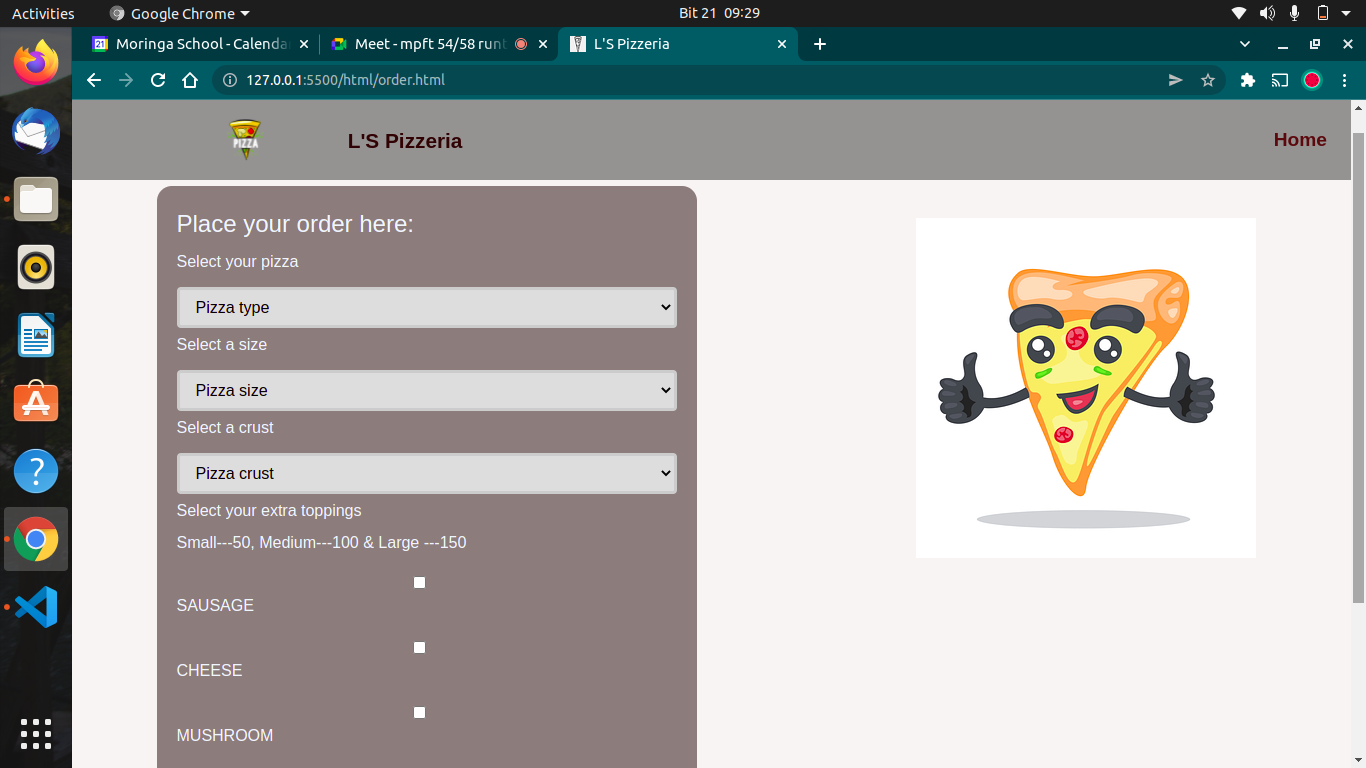 Activities
Google Chrome
Bit 21 09:29
21
Moringa School - Calenda
Meet - mpft 54/58 runt
L'S Pizzeria
127.0.0.1:5500/html/order.html
PIZZA
L'S Pizzeria
Home
Place your order here:
Select your pizza
Pizza type
Select a size
Pizza size
Select a crust
Pizza crust
Select your extra toppings
Small---50, Medium---100 & Large ---150
SAUSAGE
CHEESE
MUSHROOM